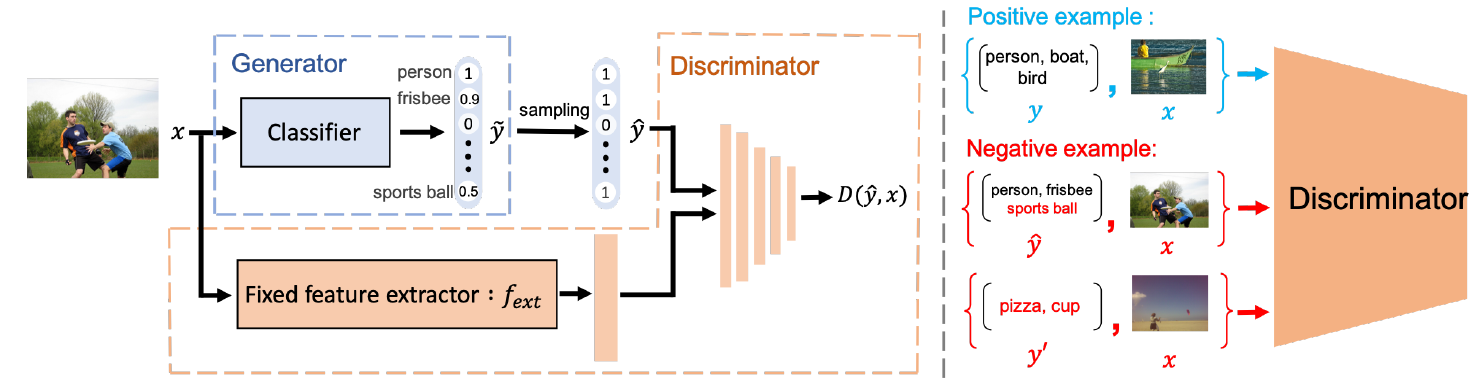 x
Generator
Classifier
person 1
frisbee 0.9
0
sports ball 0.5
ỹ
sampling
1
1
0
1
ŷ
Discriminator
D(ŷ, x)
Fixed feature extractor : f_ext
Positive example :
{ (person, boat,
bird) , }
y x
Negative example:
{ (person, frisbee
sports ball) , }
ŷ x
{ (pizza, cup) , }
y′ x
Discriminator